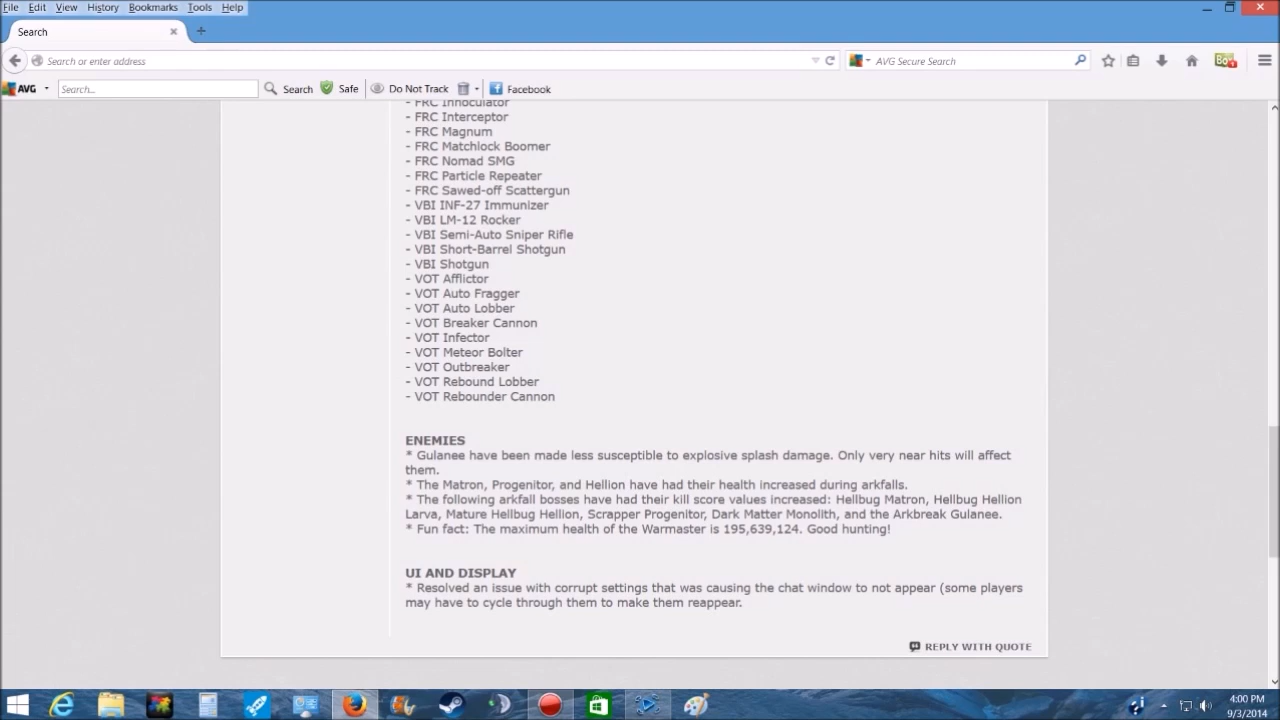 File Edit View History Bookmarks Tools Help
Search
Search or enter address
AVG Secure Search
AVG Search... Search Safe Do Not Track Facebook
- FRC Innoculator
- FRC Interceptor
- FRC Magnum
- FRC Matchlock Boomer
- FRC Nomad SMG
- FRC Particle Repeater
- FRC Sawed-off Scattergun
- VBI INF-27 Immunizer
- VBI LM-12 Rocker
- VBI Semi-Auto Sniper Rifle
- VBI Short-Barrel Shotgun
- VBI Shotgun
- VOT Afflictor
- VOT Auto Fragger
- VOT Auto Lobber
- VOT Breaker Cannon
- VOT Infector
- VOT Meteor Bolter
- VOT Outbreaker
- VOT Rebound Lobber
- VOT Rebounder Cannon
ENEMIES
* Gulanee have been made less susceptible to explosive splash damage. Only very near hits will affect
them.
* The Matron, Progenitor, and Hellion have had their health increased during arkfalls.
* The following arkfall bosses have had their kill score values increased: Hellbug Matron, Hellbug Hellion
Larva, Mature Hellbug Hellion, Scrapper Progenitor, Dark Matter Monolith, and the Arkbreak Gulanee.
* Fun fact: The maximum health of the Warmaster is 195,639,124. Good hunting!
UI AND DISPLAY
* Resolved an issue with corrupt settings that was causing the chat window to not appear (some players
may have to cycle through them to make them reappear.
REPLY WITH QUOTE
4:00 PM
9/3/2014